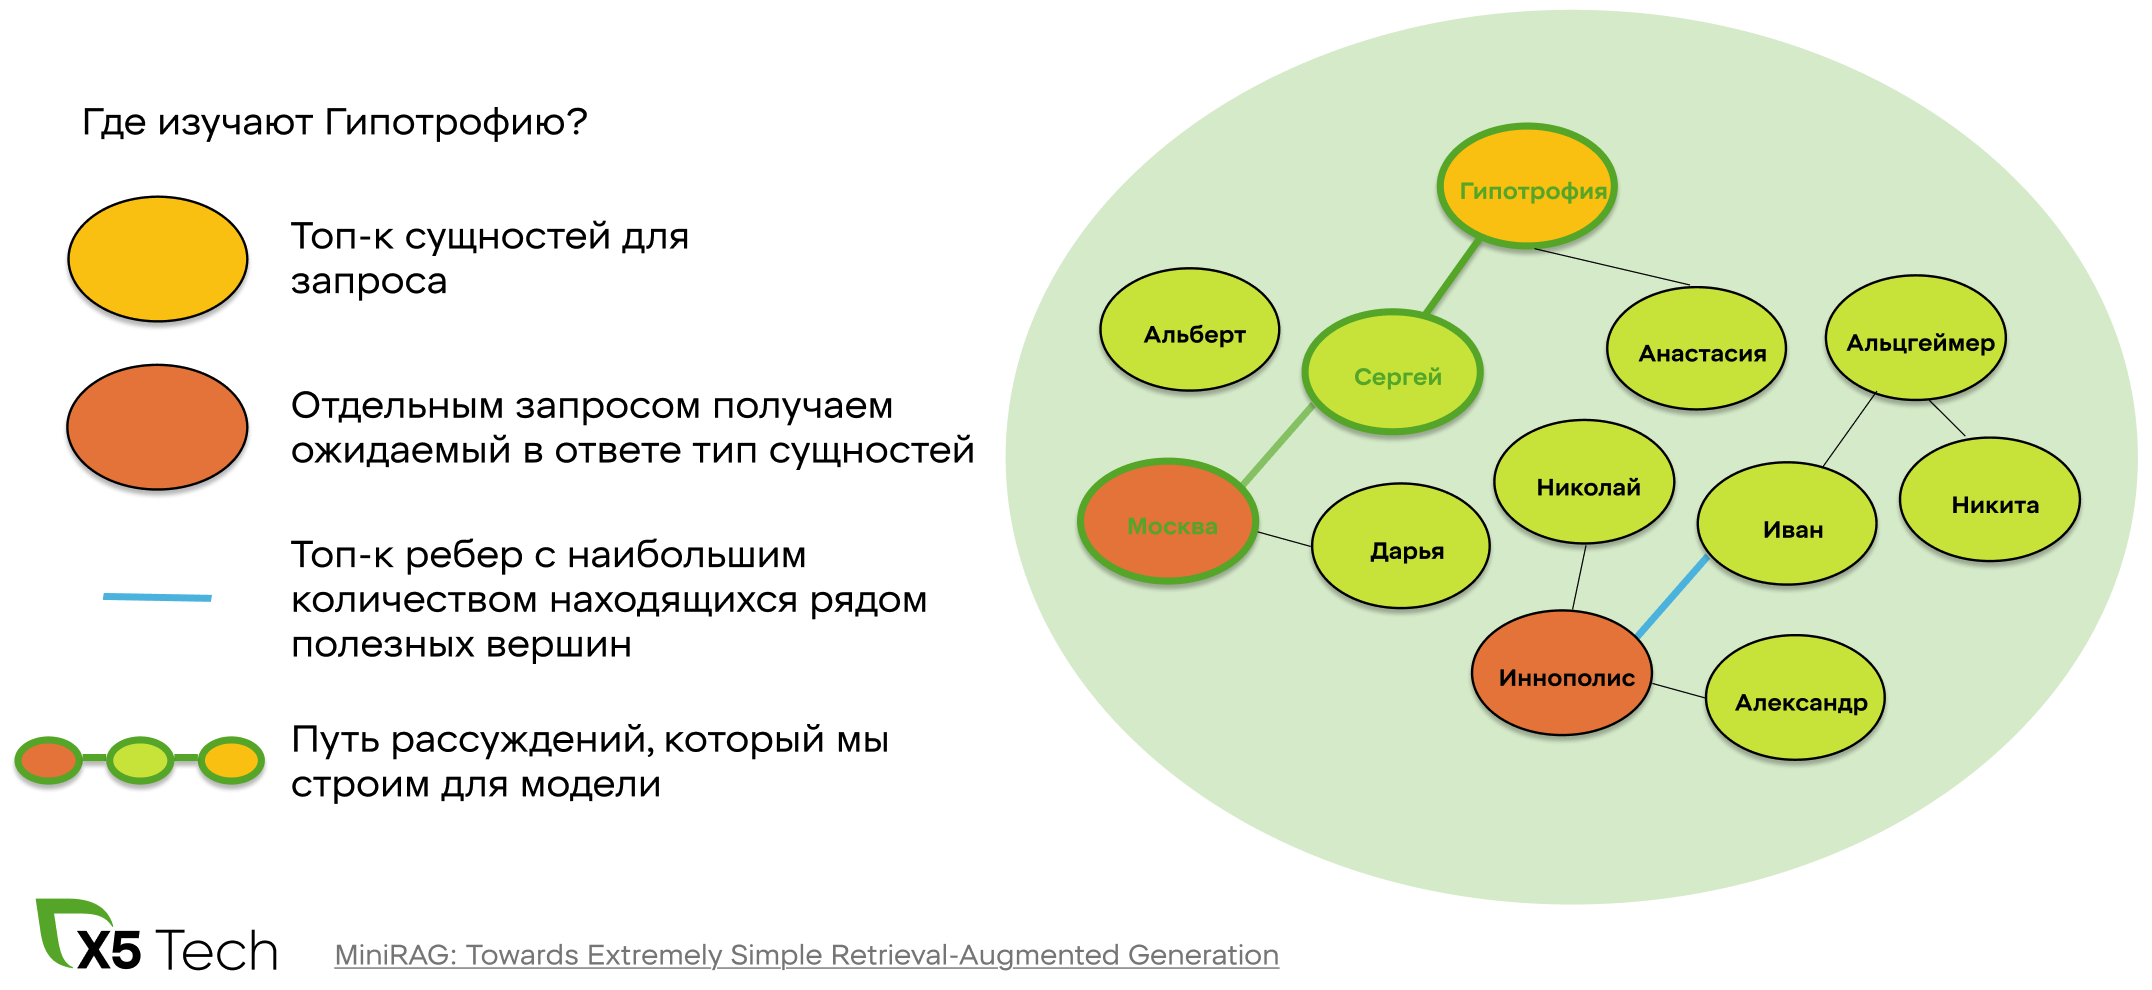 Где изучают Гипотрофию?
Топ-к сущностей для
запроса
Отдельным запросом получаем
ожидаемый в ответе тип сущностей
Топ-к ребер с наибольшим
количеством находящихся рядом
полезных вершин
Путь рассуждений, который мы
строим для модели
Гипотрофия
Альберт
Сергей
Анастасия
Альцгеймер
Москва
Дарья
Николай
Иван
Никита
Иннополис
Александр
X5 Tech
MiniRAG: Towards Extremely Simple Retrieval-Augmented Generation